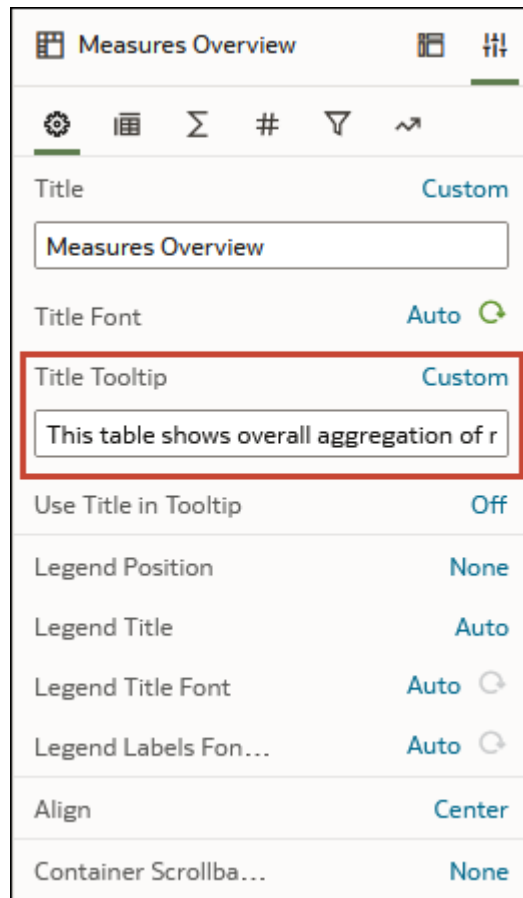 Measures Overview
Title Custom
Measures Overview
Title Font Auto
Title Tooltip Custom
This table shows overall aggregation of r
Use Title in Tooltip Off
Legend Position None
Legend Title Auto
Legend Title Font Auto
Legend Labels Fon...
Auto
Align Center
Container Scrollba... None